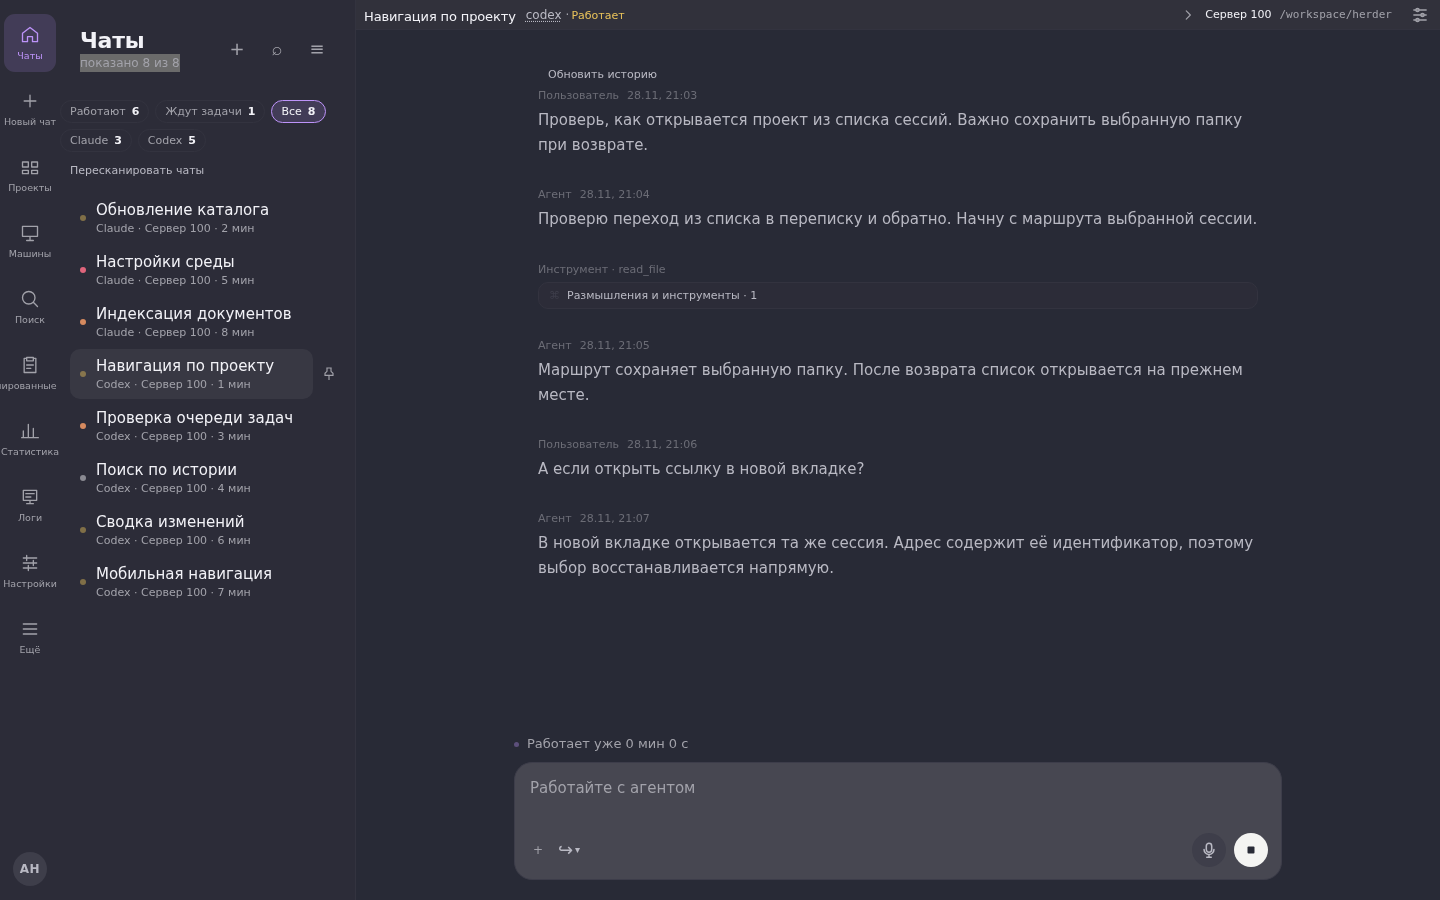 Чаты
Новый чат
Проекты
Машины
Поиск
ированные
Статистика
Логи
Настройки
Ещё
АН
Чаты
показано 8 из 8
Работают 6
Ждут задачи 1
Все 8
Claude 3
Codex 5
Пересканировать чаты
Обновление каталога
Claude · Сервер 100 · 2 мин
Настройки среды
Claude · Сервер 100 · 5 мин
Индексация документов
Claude · Сервер 100 · 8 мин
Навигация по проекту
Codex · Сервер 100 · 1 мин
Проверка очереди задач
Codex · Сервер 100 · 3 мин
Поиск по истории
Codex · Сервер 100 · 4 мин
Сводка изменений
Codex · Сервер 100 · 6 мин
Мобильная навигация
Codex · Сервер 100 · 7 мин
Навигация по проекту codex · Работает
Сервер 100 /workspace/herder
Обновить историю
Пользователь 28.11, 21:03
Проверь, как открывается проект из списка сессий. Важно сохранить выбранную папку
при возврате.
Агент 28.11, 21:04
Проверю переход из списка в переписку и обратно. Начну с маршрута выбранной сессии.
Инструмент · read_file
Размышления и инструменты · 1
Агент 28.11, 21:05
Маршрут сохраняет выбранную папку. После возврата список открывается на прежнем
месте.
Пользователь 28.11, 21:06
А если открыть ссылку в новой вкладке?
Агент 28.11, 21:07
В новой вкладке открывается та же сессия. Адрес содержит её идентификатор, поэтому
выбор восстанавливается напрямую.
Работает уже 0 мин 0 с
Работайте с агентом